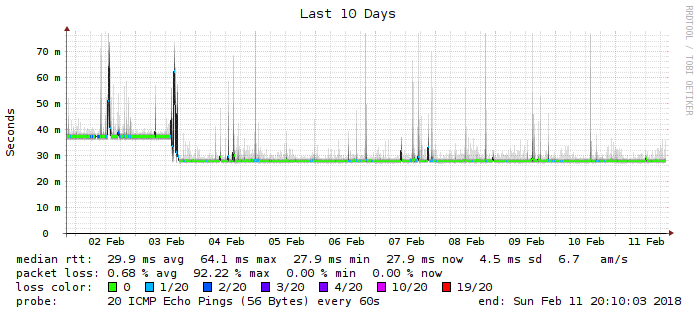 Last 10 Days
RRDTOOL / TOBI OETIKER
Seconds
70 m
60 m
50 m
40 m
30 m
20 m
10 m
0
02 Feb 03 Feb 04 Feb 05 Feb 06 Feb 07 Feb 08 Feb 09 Feb 10 Feb 11 Feb
median rtt: 29.9 ms avg 64.1 ms max 27.9 ms min 27.9 ms now 4.5 ms sd 6.7 am/s
packet loss: 0.68 % avg 92.22 % max 0.00 % min 0.00 % now
loss color: 0 1/20 2/20 3/20 4/20 10/20 19/20
probe: 20 ICMP Echo Pings (56 Bytes) every 60s end: Sun Feb 11 20:10:03 2018